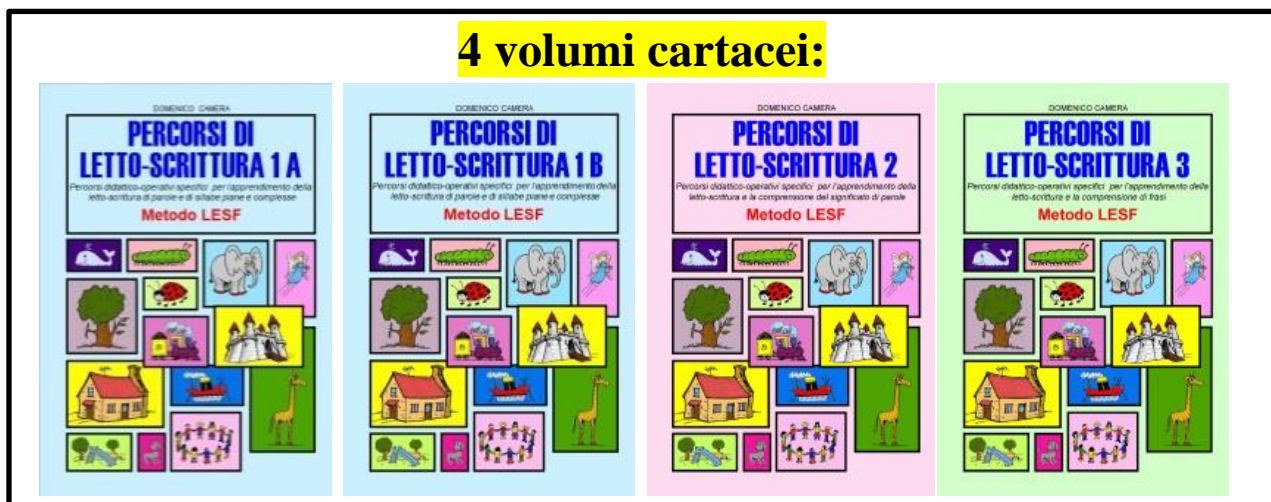 4 volumi cartacei:
DOMENICO CAMERA
PERCORSI DI
LETTO-SCRITTURA 1 A
Percorsi didattico-operativi specifici per l'apprendimento della
letto-scrittura di parole e di sillabe piane e complesse
Metodo LESF
DOMENICO CAMERA
PERCORSI DI
LETTO-SCRITTURA 1 B
Percorsi didattico-operativi specifici per l'apprendimento della
letto-scrittura di parole e di sillabe piane e complesse
Metodo LESF
DOMENICO CAMERA
PERCORSI DI
LETTO-SCRITTURA 2
Percorsi didattico-operativi specifici per l'apprendimento della
letto-scrittura e la comprensione del significato di parole
Metodo LESF
DOMENICO CAMERA
PERCORSI DI
LETTO-SCRITTURA 3
Percorsi didattico-operativi specifici per l'apprendimento della
letto-scrittura e la comprensione di frasi
Metodo LESF